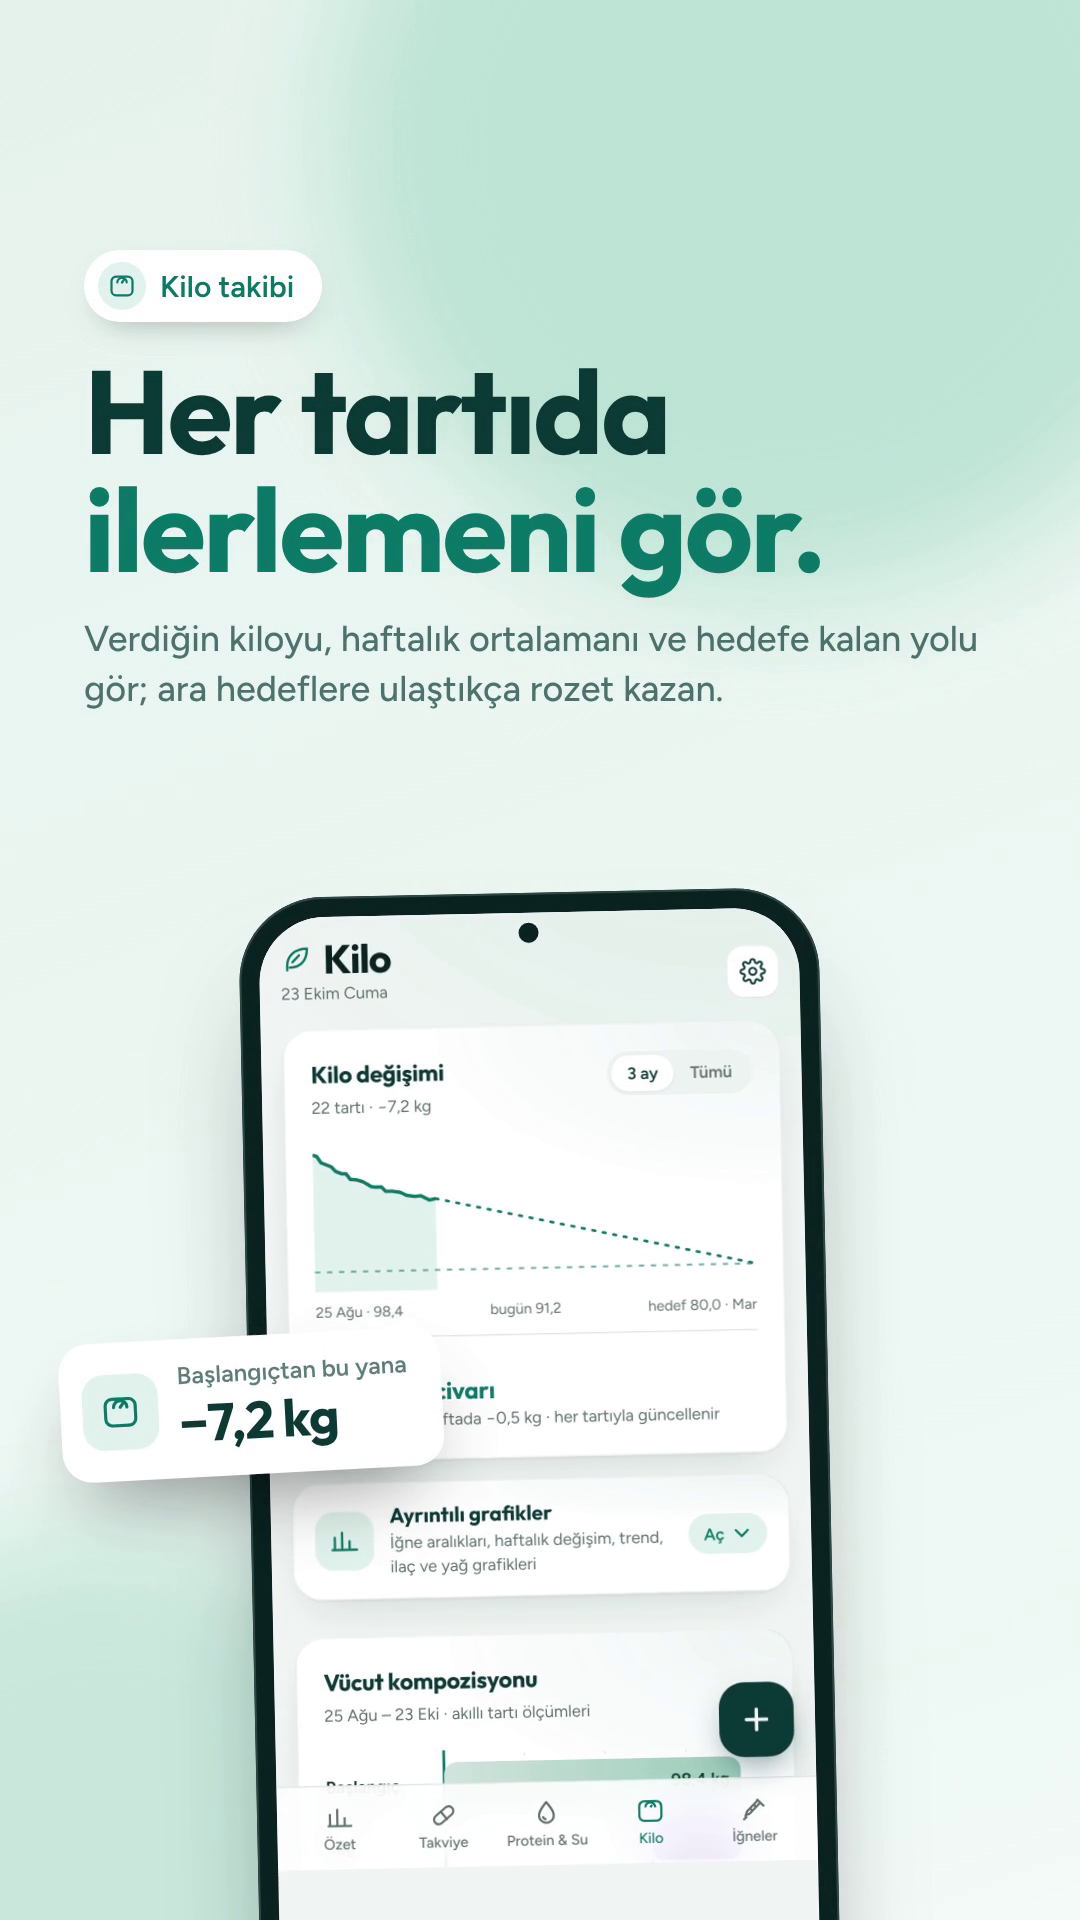 Kilo takibi
Her tartıda
ilerlemeni gör.
Verdiğin kiloyu, haftalık ortalamanı ve hedefe kalan yolu
gör; ara hedeflere ulaştıkça rozet kazan.
Kilo
23 Ekim Cuma
Kilo değişimi
3 ay
Tümü
22 tartı · −7,2 kg
25 Ağu · 98,4
bugün 91,2
hedef 80,0 · Mar
Başlangıçtan bu yana
−7,2 kg
civarı
−0,5 kg · her tartıyla güncellenir
Ayrıntılı grafikler
İğne aralıkları, haftalık değişim, trend,
ilaç ve yağ grafikleri
Aç
Vücut kompozisyonu
25 Ağu – 23 Eki · akıllı tartı ölçümleri
Özet
Takviye
Protein & Su
Kilo
İğneler